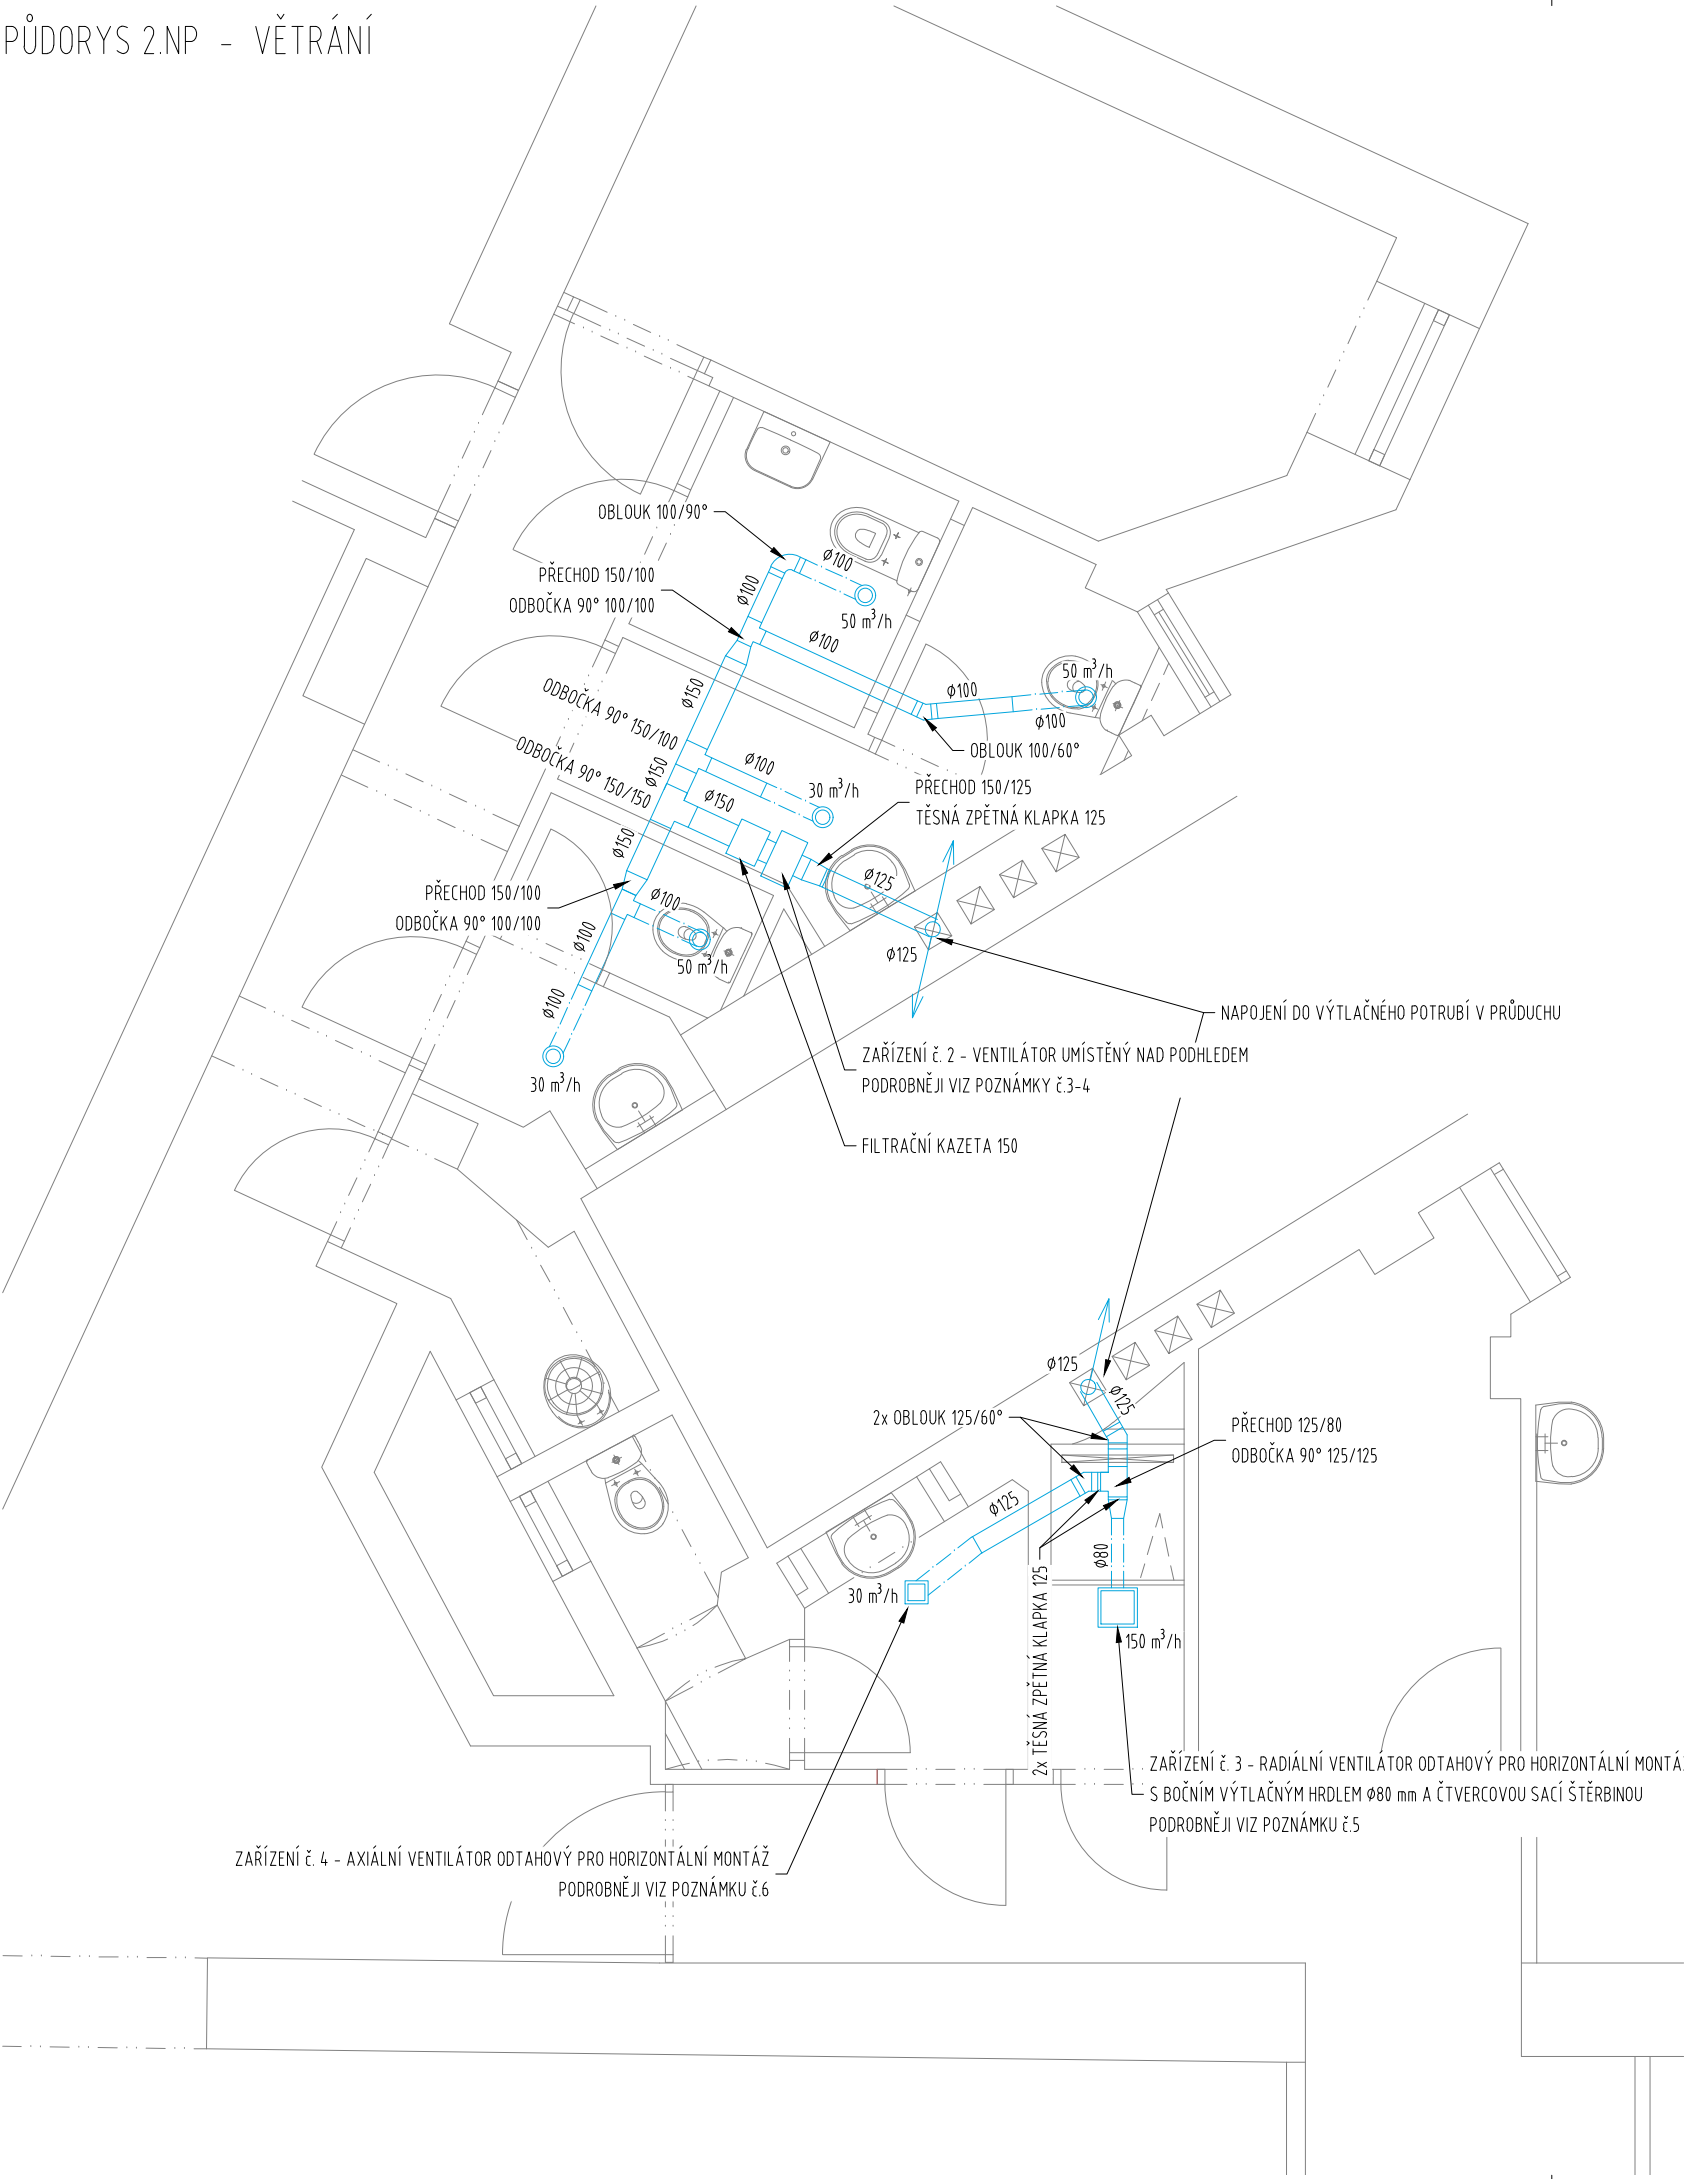 PŮDORYS 2.NP - VĚTRÁNÍ
OBLOUK 100/90°
Ø100
PŘECHOD 150/100
ODBOČKA 90° 100/100
Ø100
50 m³/h
Ø100
50 m³/h
Ø100
Ø100
OBLOUK 100/60°
Ø150
ODBOČKA 90° 150/100
ODBOČKA 90° 150/150
Ø150
Ø100
30 m³/h
Ø150
PŘECHOD 150/125
TĚSNÁ ZPĚTNÁ KLAPKA 125
Ø150
Ø125
PŘECHOD 150/100
ODBOČKA 90° 100/100
Ø100
50 m³/h
Ø100
Ø125
Ø100
30 m³/h
NAPOJENÍ DO VÝTLAČNÉHO POTRUBÍ V PRŮDUCHU
ZAŘÍZENÍ č. 2 - VENTILÁTOR UMÍSTĚNÝ NAD PODHLEDEM
PODROBNĚJI VIZ POZNÁMKY č.3-4
FILTRAČNÍ KAZETA 150
Ø125
Ø125
2x OBLOUK 125/60°
PŘECHOD 125/80
ODBOČKA 90° 125/125
Ø125
Ø80
30 m³/h
2x TĚSNÁ ZPĚTNÁ KLAPKA 125
150 m³/h
ZAŘÍZENÍ č. 3 - RADIÁLNÍ VENTILÁTOR ODTAHOVÝ PRO HORIZONTÁLNÍ MONTÁ
S BOČNÍM VÝTLAČNÝM HRDLEM Ø80 mm A ČTVERCOVOU SACÍ ŠTĚRBINOU
PODROBNĚJI VIZ POZNÁMKU č.5
ZAŘÍZENÍ č. 4 - AXIÁLNÍ VENTILÁTOR ODTAHOVÝ PRO HORIZONTÁLNÍ MONTÁŽ
PODROBNĚJI VIZ POZNÁMKU č.6